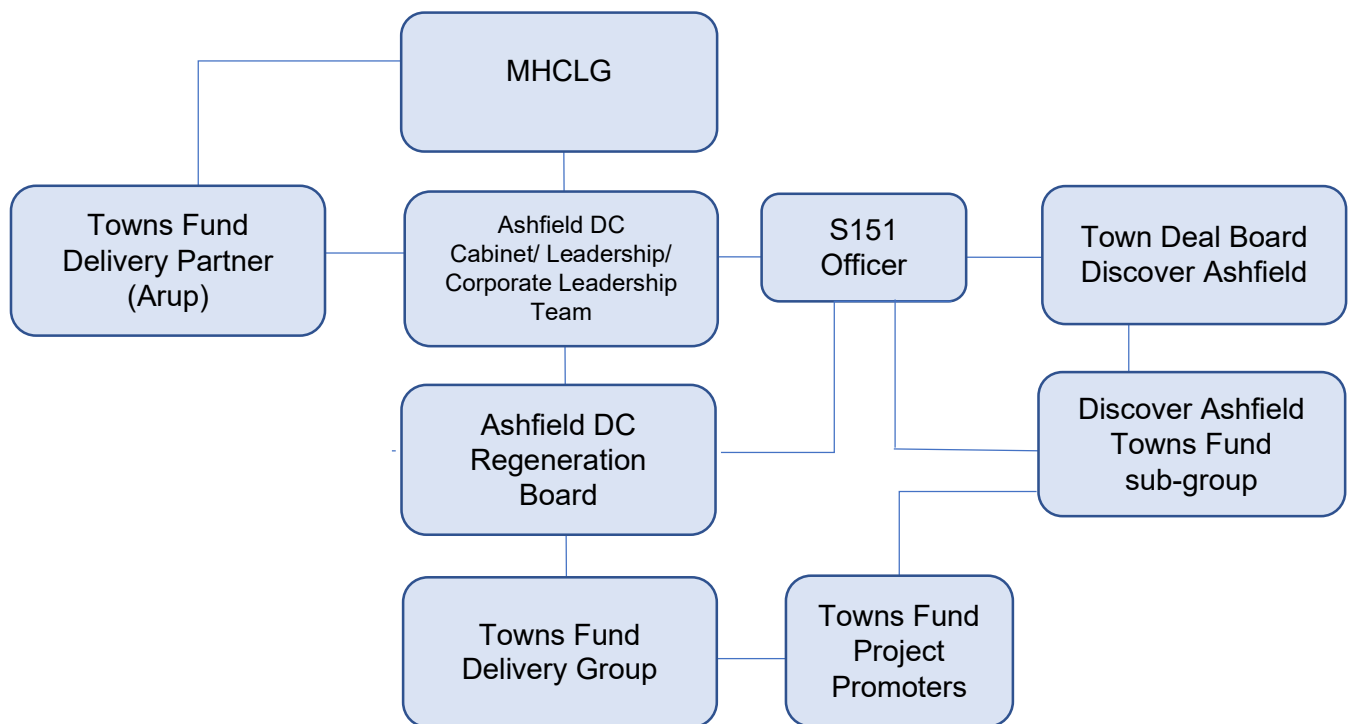 MHCLG
Towns Fund
Delivery Partner
(Arup)
Ashfield DC
Cabinet/ Leadership/
Corporate Leadership
Team
S151
Officer
Town Deal Board
Discover Ashfield
Ashfield DC
Regeneration
Board
Discover Ashfield
Towns Fund
sub-group
Towns Fund
Delivery Group
Towns Fund
Project
Promoters